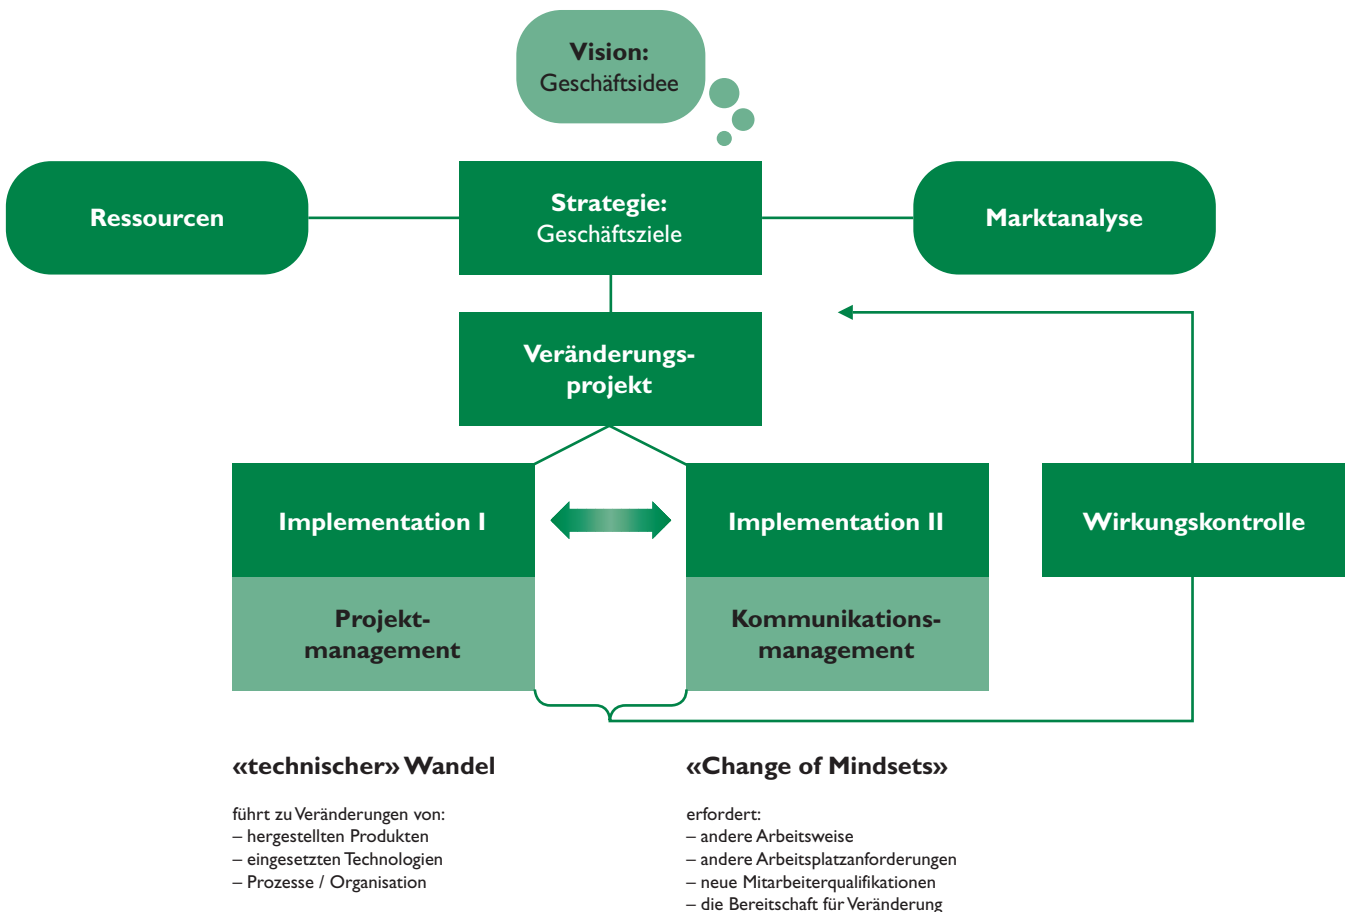 Vision:
Geschäftsidee
Ressourcen
Strategie:
Geschäftsziele
Marktanalyse
Veränderungs-
projekt
Implementation I
Implementation II
Wirkungskontrolle
Projekt-
management
Kommunikations-
management
«technischer» Wandel
führt zu Veränderungen von:
– hergestellten Produkten
– eingesetzten Technologien
– Prozesse / Organisation
«Change of Mindsets»
erfordert:
– andere Arbeitsweise
– andere Arbeitsplatzanforderungen
– neue Mitarbeiterqualifikationen
– die Bereitschaft für Veränderung